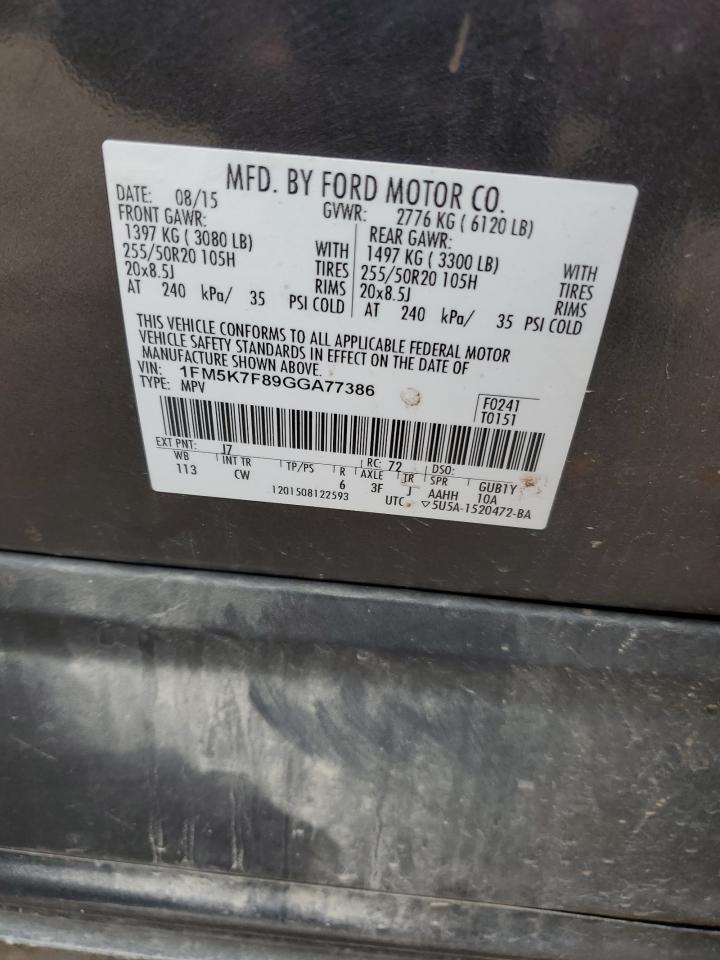 MFD. BY FORD MOTOR CO.
DATE: 08/15 GVWR: 2776 KG ( 6120 LB)
FRONT GAWR: REAR GAWR:
1397 KG ( 3080 LB) WITH 1497 KG ( 3300 LB) WITH
255/50R20 105H TIRES 255/50R20 105H TIRES
20x8.5J RIMS 20x8.5J RIMS
AT 240 kPa/ 35 PSI COLD AT 240 kPa/ 35 PSI COLD
THIS VEHICLE CONFORMS TO ALL APPLICABLE FEDERAL MOTOR
VEHICLE SAFETY STANDARDS IN EFFECT ON THE DATE OF
MANUFACTURE SHOWN ABOVE.
VIN: 1FM5K7F89GGA77386
TYPE: MPV
F0241
T0151
EXT PNT: J7 RC: 72 DSO:
WB INT TR TP/PS R AXLE TR SPR GUB1Y
113 CW 6 3F J AAHH 10A
1201508122593 UTC ▽5U5A-1520472-BA